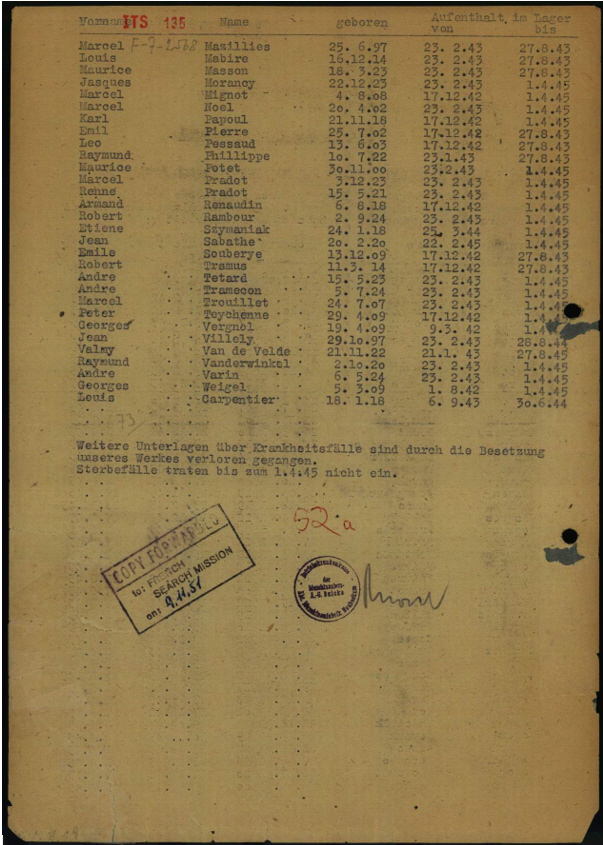 Vorname ITS 135 Name geboren Aufenthalt im Lager
von bis
F-7-2568
Marcel Mazillies 25. 6.97 23. 2.43 27.8.43
Louis Mabire 16.12.14 23. 2.43 27.8.43
Maurice Masson 18. 3.23 23. 2.43 27.8.43
Jasques Morancy 22.12.23 23. 2.43 1.4.45
Marcel Mignot 4. 8.o8 17.12.42 1.4.45
Marcel Noel 2o. 4.o2 23. 2.43 1.4.45
Karl Papoul 21.11.18 17.12.42 1.4.45
Emil Pierre 25. 7.o2 17.12.42 27.8.43
Leo Pessaud 13. 6.o3 17.12.42 27.8.43
Raymund Phillippe 1o. 7.22 23.1.43 27.8.43
Maurice Potet 3o.11.oo 23.2.43 1.4.45
Marcel Pradot 3.12.23 23. 2.43 1.4.45
Renne Pradot 15. 5.21 23. 2.43 1.4.45
Armand Renaudin 6. 8.18 17.12.42 1.4.45
Robert Rambour 2. 9.24 23. 2.43 1.4.45
Etiene Szymaniak 24. 1.18 25. 3.44 1.4.45
Jean Sabathe 2o. 2.2o 22. 2.45 1.4.45
Emile Souberye 13.12.o9 17.12.42 27.8.43
Robert Trsmus 11.3. 14 17.12.42 27.8.43
Andre Tetard 15. 5.23 23. 2.43 1.4.45
Andre Tramecon 5. 7.24 23. 2.43 1.4.45
Marcel Trouillet 24. 7.o7 23. 2.43 1.4.45
Peter Teychenne 29. 4.o9 17.12.42 1.4.45
Georges Vergnol 19. 4.o9 9.3. 42
Jean Villely 29.1o.97 23. 2.43 28.8.44
Valmy Van de Velde 21.11.22 21.1. 43 27.8.45
Raymund Vanderwinkel 2.1o.2o 23. 2.43 1.4.45
Andre Varin 6. 5.24 23. 2.43 1.4.45
Georges Weigel 5. 3.o9 1. 8.42 1.4.45
Louis Carpentier 18. 1.18 6. 9.43 3o.6.44
73/
Weitere Unterlagen über Krankheitsfälle sind durch die Besetzung
unseres Werkes verloren gegangen.
Sterbefälle traten bis zum 1.4.45 nicht ein.
52 a
COPY FORWARDED
to: FRENCH
SEARCH MISSION
on: 9.11.51
der